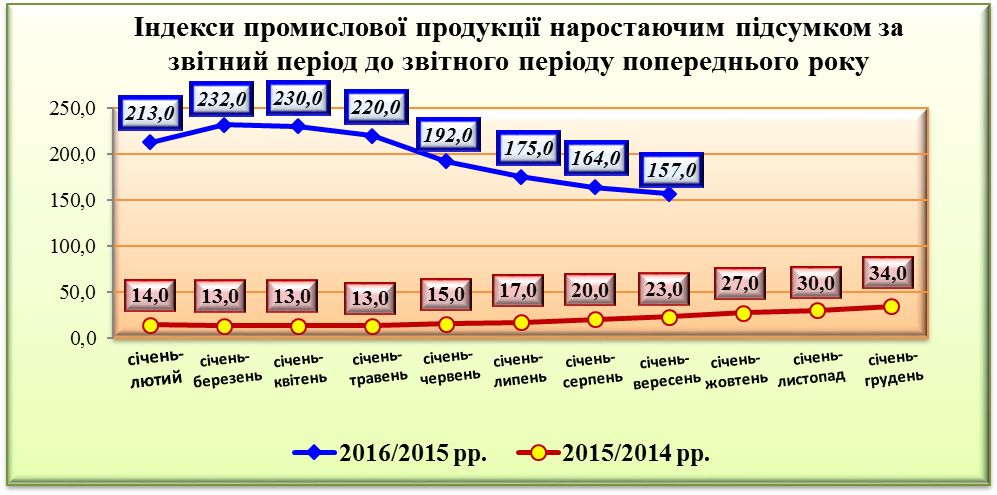 Індекси промислової продукції наростаючим підсумком за
звітний період до звітного періоду попереднього року
250,0
200,0
150,0
100,0
50,0
0,0
213,0
232,0
230,0
220,0
192,0
175,0
164,0
157,0
14,0
13,0
13,0
13,0
15,0
17,0
20,0
23,0
27,0
30,0
34,0
січень-
лютий
січень-
березень
січень-
квітень
січень-
травень
січень-
червень
січень-
липень
січень-
серпень
січень-
вересень
січень-
жовтень
січень-
листопад
січень-
грудень
2016/2015 рр.
2015/2014 рр.